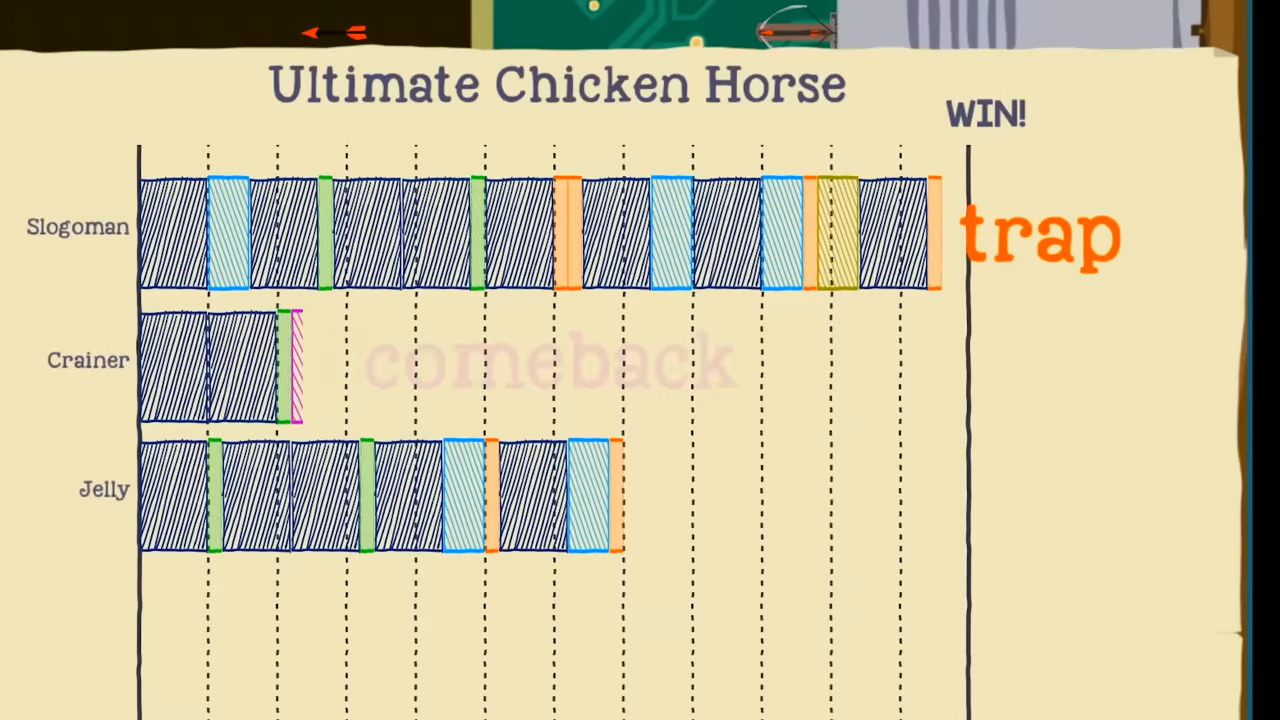 Ultimate Chicken Horse
WIN!
Slogoman
trap
Crainer
comeback
Jelly